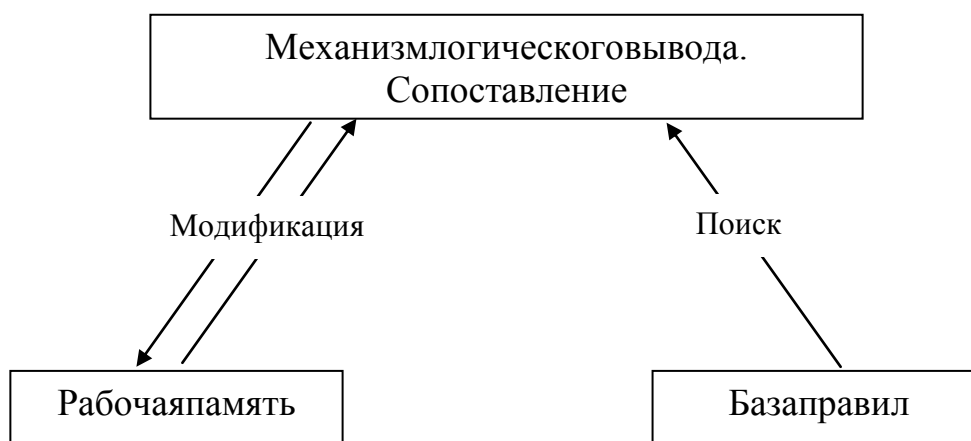 Механизмлогическоговывода.
Сопоставление
Модификация
Поиск
Рабочаяпамять
Базаправил